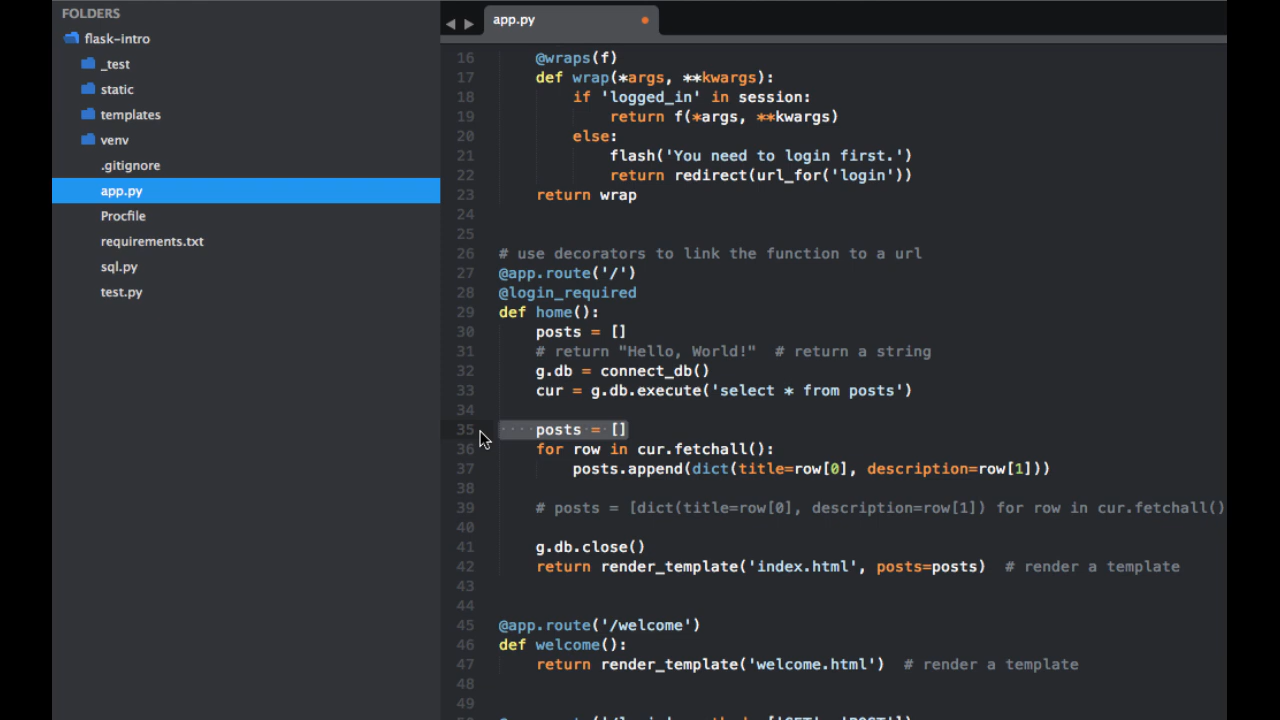 FOLDERS
flask-intro
_test
static
templates
venv
.gitignore
app.py
Procfile
requirements.txt
sql.py
test.py
app.py
16     @wraps(f)
17     def wrap(*args, **kwargs):
18         if 'logged_in' in session:
19             return f(*args, **kwargs)
20         else:
21             flash('You need to login first.')
22             return redirect(url_for('login'))
23     return wrap
24
25
26 # use decorators to link the function to a url
27 @app.route('/')
28 @login_required
29 def home():
30     posts = []
31     # return "Hello, World!"  # return a string
32     g.db = connect_db()
33     cur = g.db.execute('select * from posts')
34
35     posts = []
36     for row in cur.fetchall():
37         posts.append(dict(title=row[0], description=row[1]))
38
39     # posts = [dict(title=row[0], description=row[1]) for row in cur.fetchall()
40
41     g.db.close()
42     return render_template('index.html', posts=posts)  # render a template
43
44
45 @app.route('/welcome')
46 def welcome():
47     return render_template('welcome.html')  # render a template
48
49